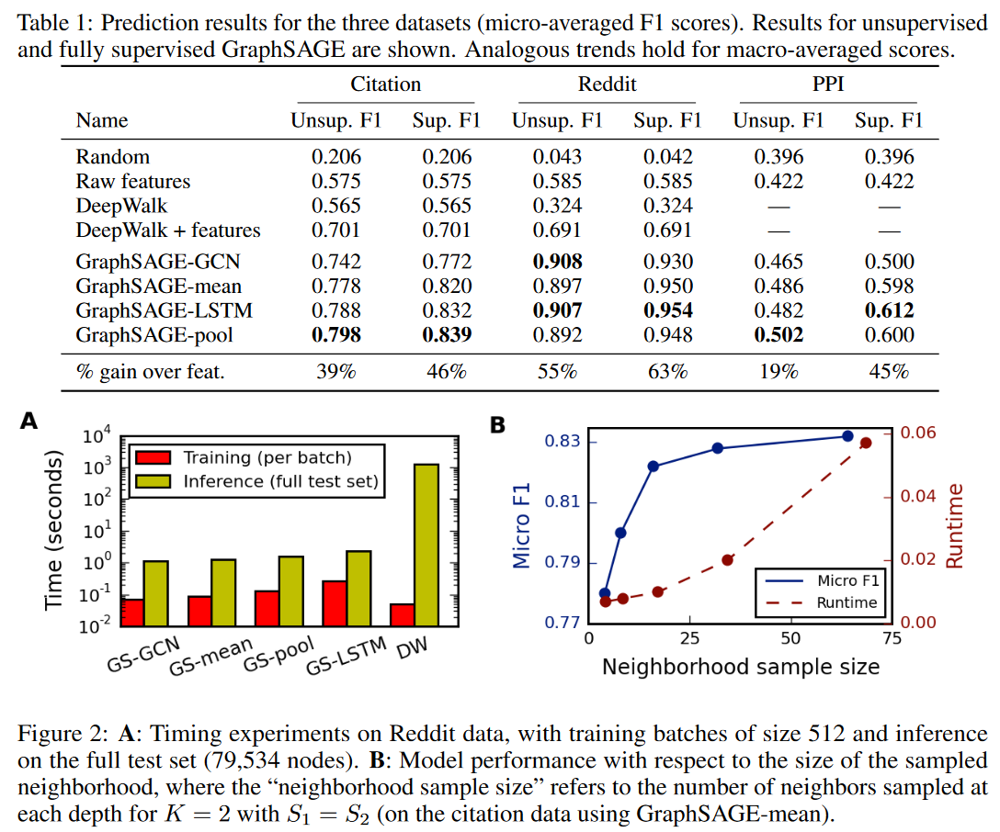 Table 1: Prediction results for the three datasets (micro-averaged F1 scores). Results for unsupervised
and fully supervised GraphSAGE are shown. Analogous trends hold for macro-averaged scores.
Citation Reddit PPI
Name Unsup. F1 Sup. F1 Unsup. F1 Sup. F1 Unsup. F1 Sup. F1
Random 0.206 0.206 0.043 0.042 0.396 0.396
Raw features 0.575 0.575 0.585 0.585 0.422 0.422
DeepWalk 0.565 0.565 0.324 0.324 — —
DeepWalk + features 0.701 0.701 0.691 0.691 — —
GraphSAGE-GCN 0.742 0.772 0.908 0.930 0.465 0.500
GraphSAGE-mean 0.778 0.820 0.897 0.950 0.486 0.598
GraphSAGE-LSTM 0.788 0.832 0.907 0.954 0.482 0.612
GraphSAGE-pool 0.798 0.839 0.892 0.948 0.502 0.600
% gain over feat. 39% 46% 55% 63% 19% 45%
A
Time (seconds)
10⁴
10³
10²
10¹
10⁰
10⁻¹
10⁻²
Training (per batch)
Inference (full test set)
GS-GCN GS-mean GS-pool GS-LSTM DW
B
Micro F1
0.83
0.81
0.79
0.77
0.06
0.04
0.02
0.00
Runtime
Micro F1
Runtime
0 25 50 75
Neighborhood sample size
Figure 2: A: Timing experiments on Reddit data, with training batches of size 512 and inference
on the full test set (79,534 nodes). B: Model performance with respect to the size of the sampled
neighborhood, where the “neighborhood sample size” refers to the number of neighbors sampled at
each depth for K = 2 with S₁ = S₂ (on the citation data using GraphSAGE-mean).